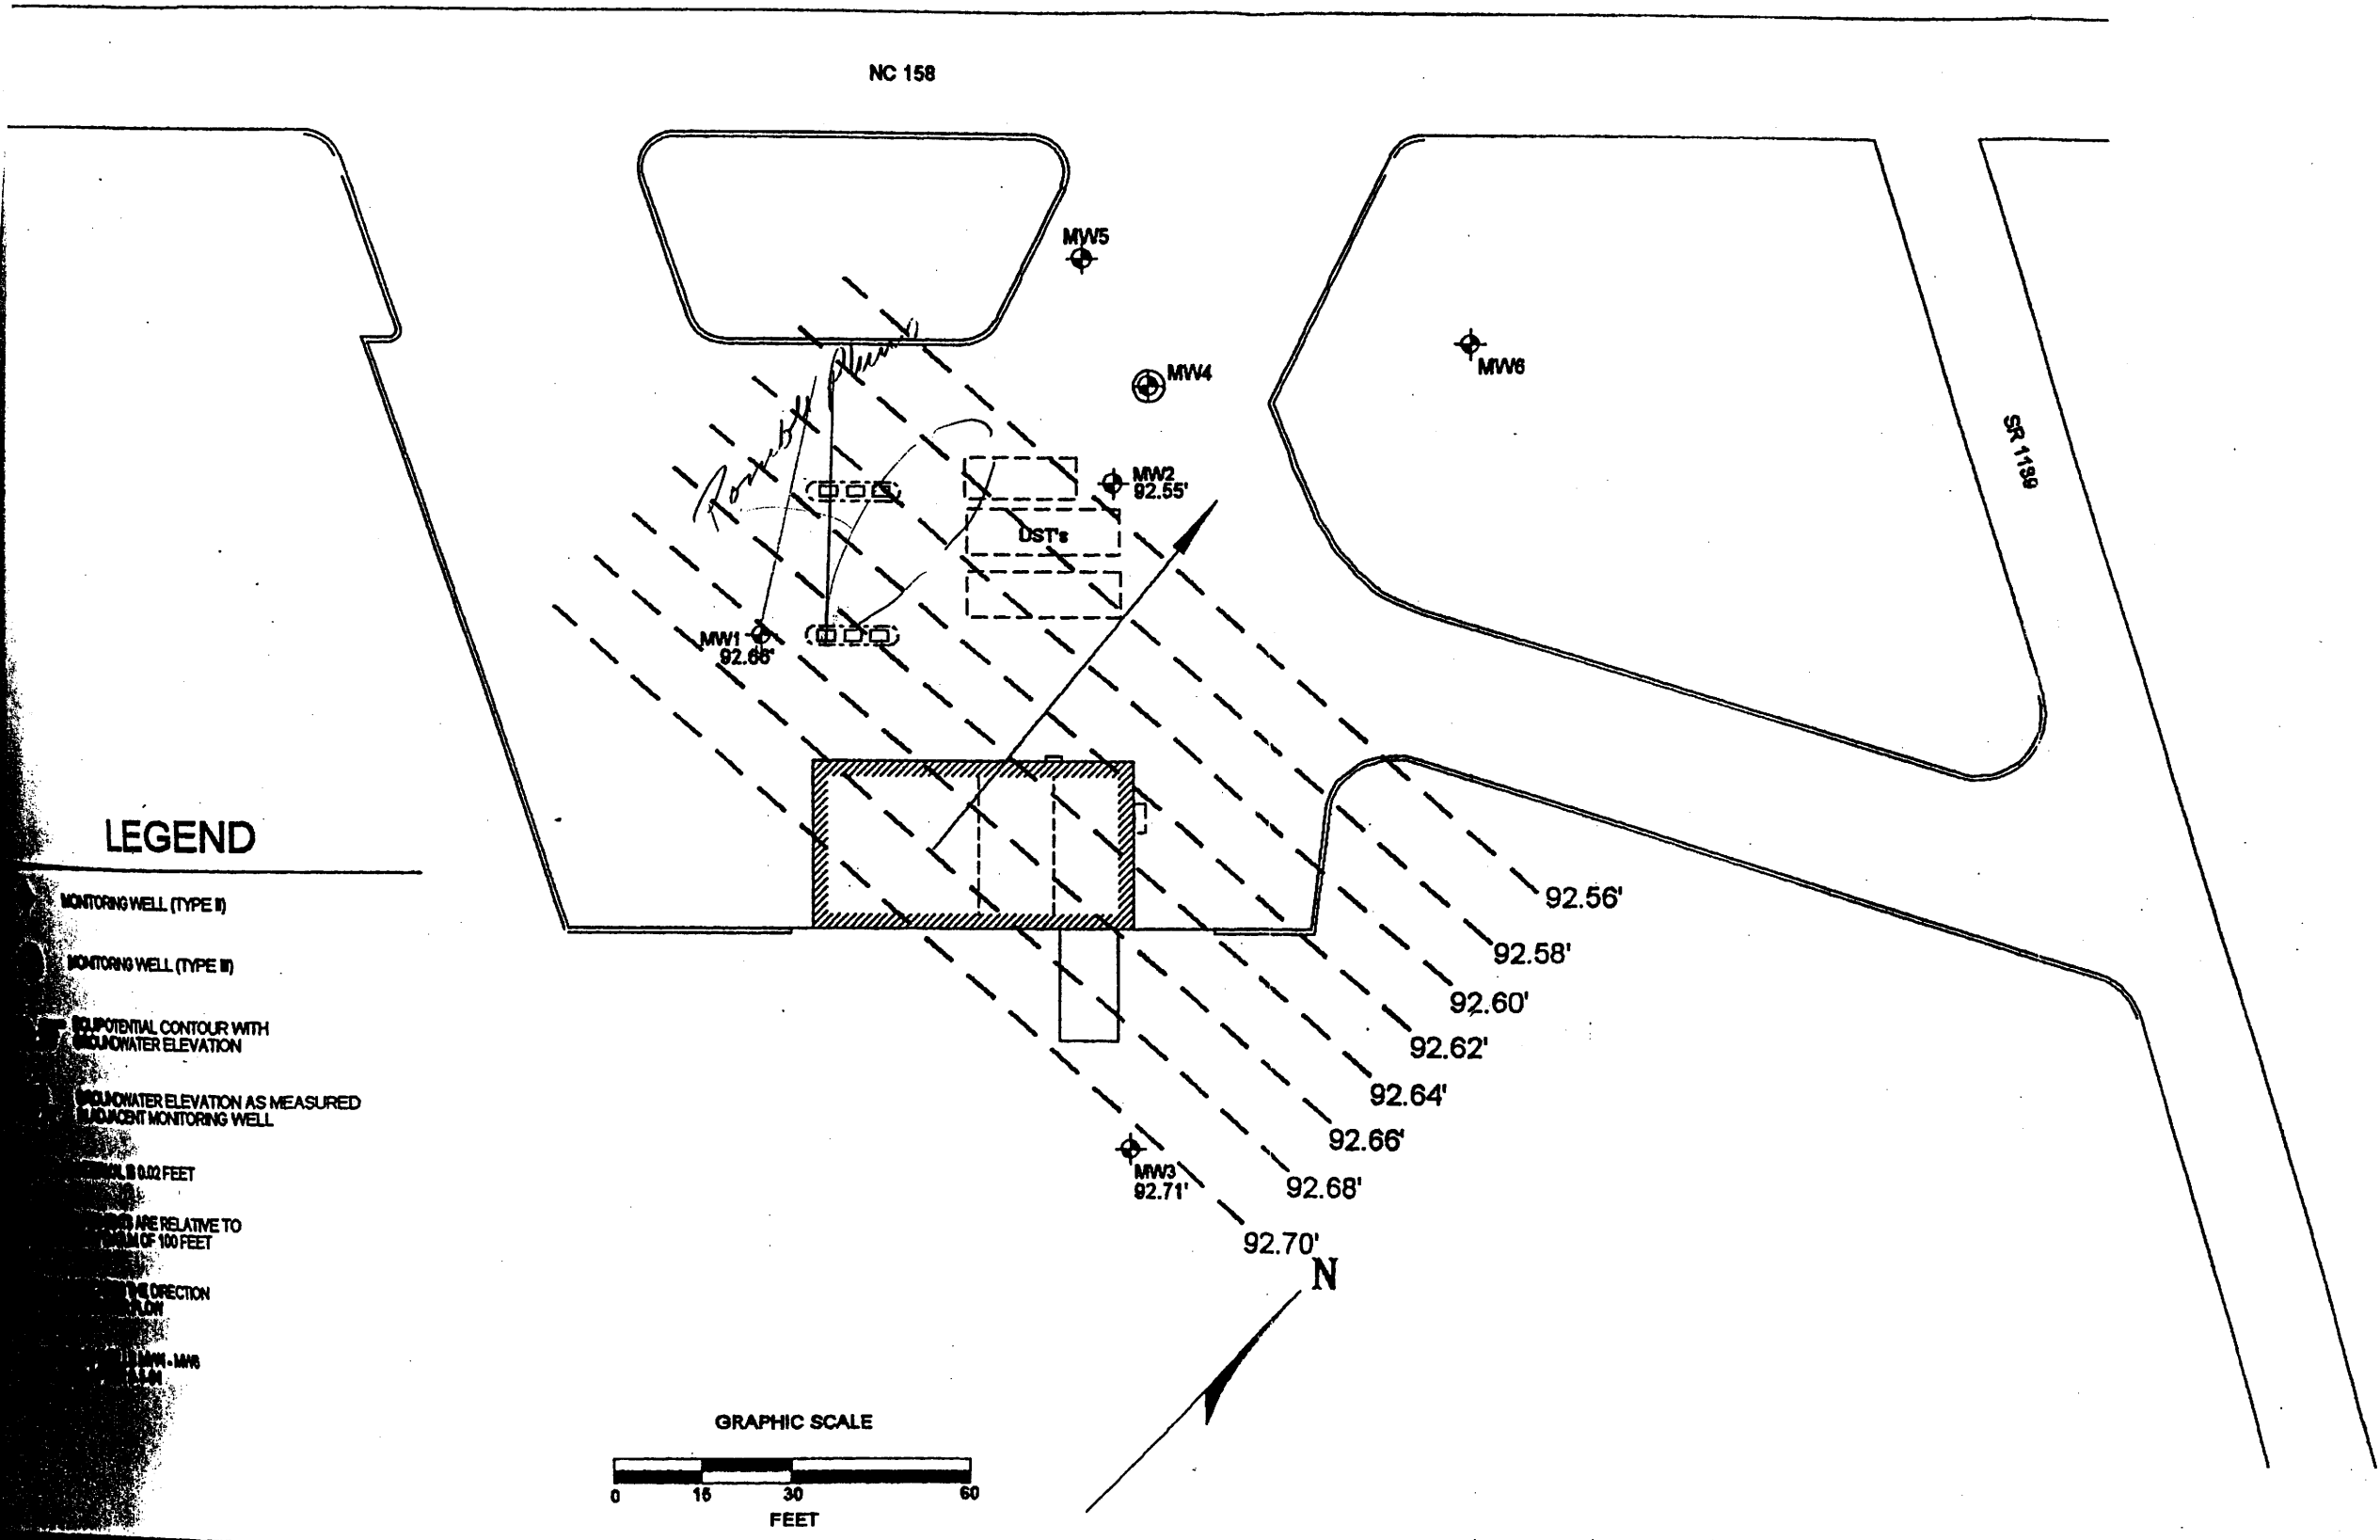 NC 158
MW5
MW4
MW6
SR 1199
MW2
92.55'
UST's
MW1
92.66'
92.56'
92.58'
92.60'
92.62'
92.64'
92.66'
92.68'
92.70'
MW3
92.71'
N
LEGEND
MONITORING WELL (TYPE II)
MONITORING WELL (TYPE III)
EQUIPOTENTIAL CONTOUR WITH
GROUNDWATER ELEVATION
GROUNDWATER ELEVATION AS MEASURED
ADJACENT MONITORING WELL
IS 0.02 FEET
ARE RELATIVE TO
OF 100 FEET
DIRECTION
FLOW
GRAPHIC SCALE
0 15 30 60
FEET